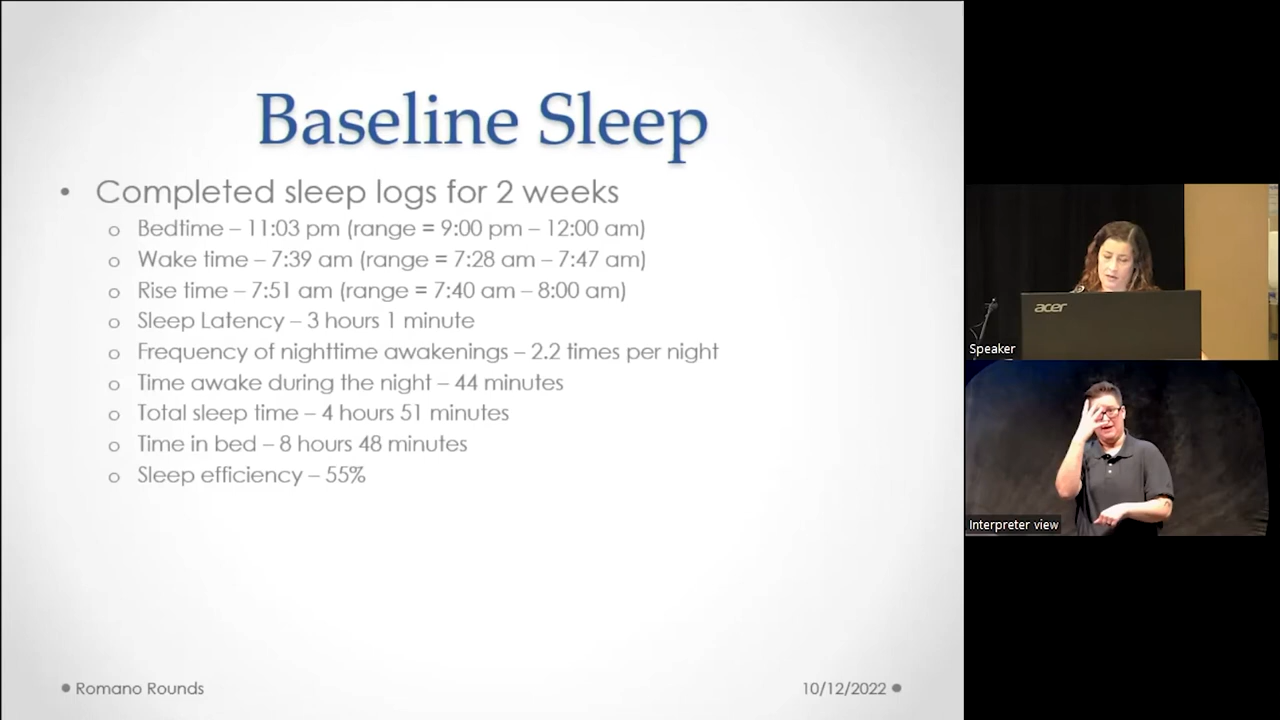 Baseline Sleep
• Completed sleep logs for 2 weeks
o Bedtime – 11:03 pm (range = 9:00 pm – 12:00 am)
o Wake time – 7:39 am (range = 7:28 am – 7:47 am)
o Rise time – 7:51 am (range = 7:40 am – 8:00 am)
o Sleep Latency – 3 hours 1 minute
o Frequency of nighttime awakenings – 2.2 times per night
o Time awake during the night – 44 minutes
o Total sleep time – 4 hours 51 minutes
o Time in bed – 8 hours 48 minutes
o Sleep efficiency – 55%
• Romano Rounds
10/12/2022 •
acer
Speaker
Interpreter view